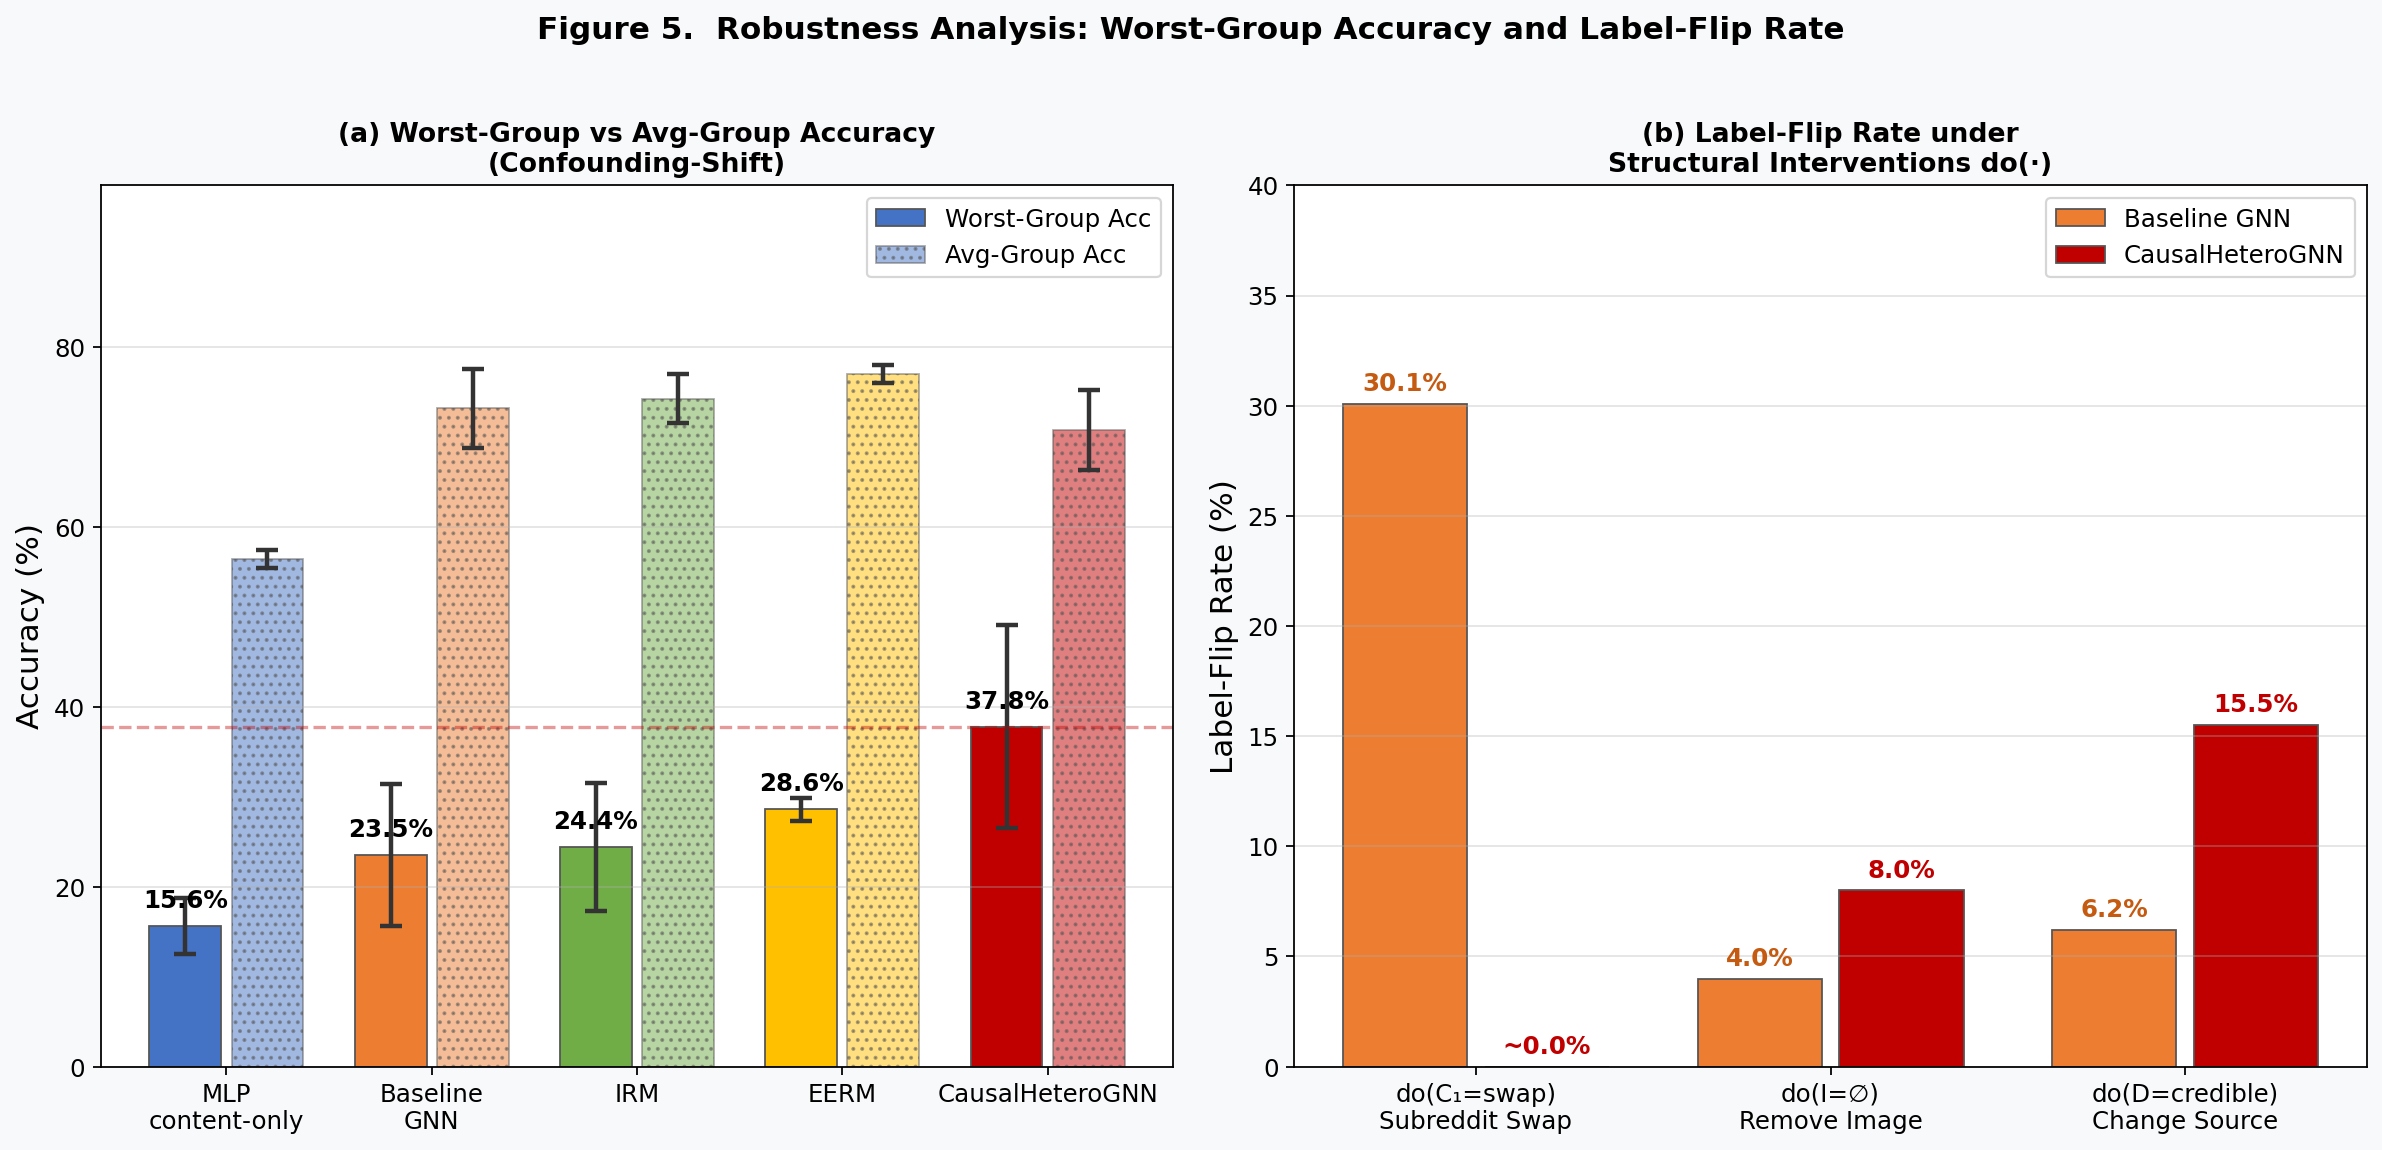 Figure 5.  Robustness Analysis: Worst-Group Accuracy and Label-Flip Rate
(a) Worst-Group vs Avg-Group Accuracy
(Confounding-Shift)
Worst-Group Acc
Avg-Group Acc
Accuracy (%)
80
60
40
20
0
15.6%
23.5%
24.4%
28.6%
37.8%
MLP
content-only
Baseline
GNN
IRM
EERM
CausalHeteroGNN
(b) Label-Flip Rate under
Structural Interventions do(·)
Baseline GNN
CausalHeteroGNN
Label-Flip Rate (%)
40
35
30
25
20
15
10
5
0
30.1%
~0.0%
4.0%
8.0%
6.2%
15.5%
do(C₁=swap)
Subreddit Swap
do(I=∅)
Remove Image
do(D=credible)
Change Source